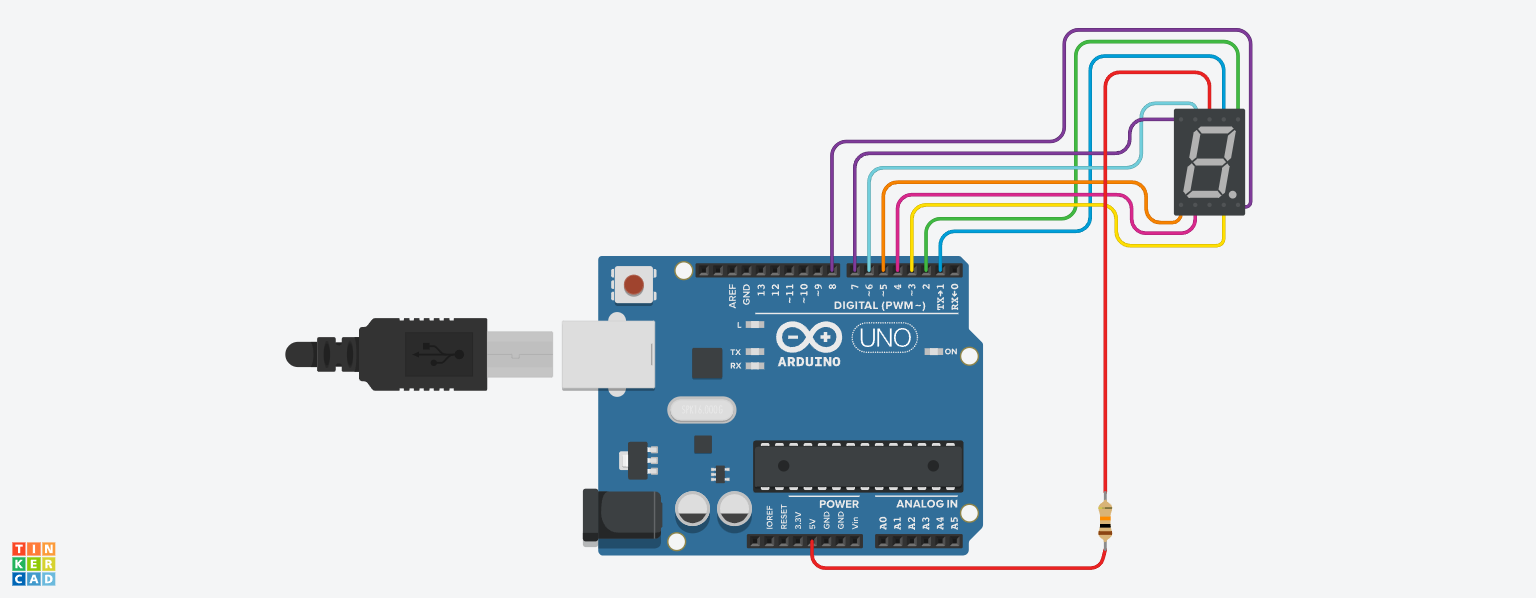 AREF
GND
13
12
~11
~10
~9
8
7
~6
~5
4
~3
2
TX→1
RX←0
DIGITAL (PWM~)
L
TX
RX
UNO
ARDUINO
ON
POWER
ANALOG IN
IOREF
RESET
3.3V
5V
GND
GND
Vin
A0
A1
A2
A3
A4
A5
TIN
KER
CAD